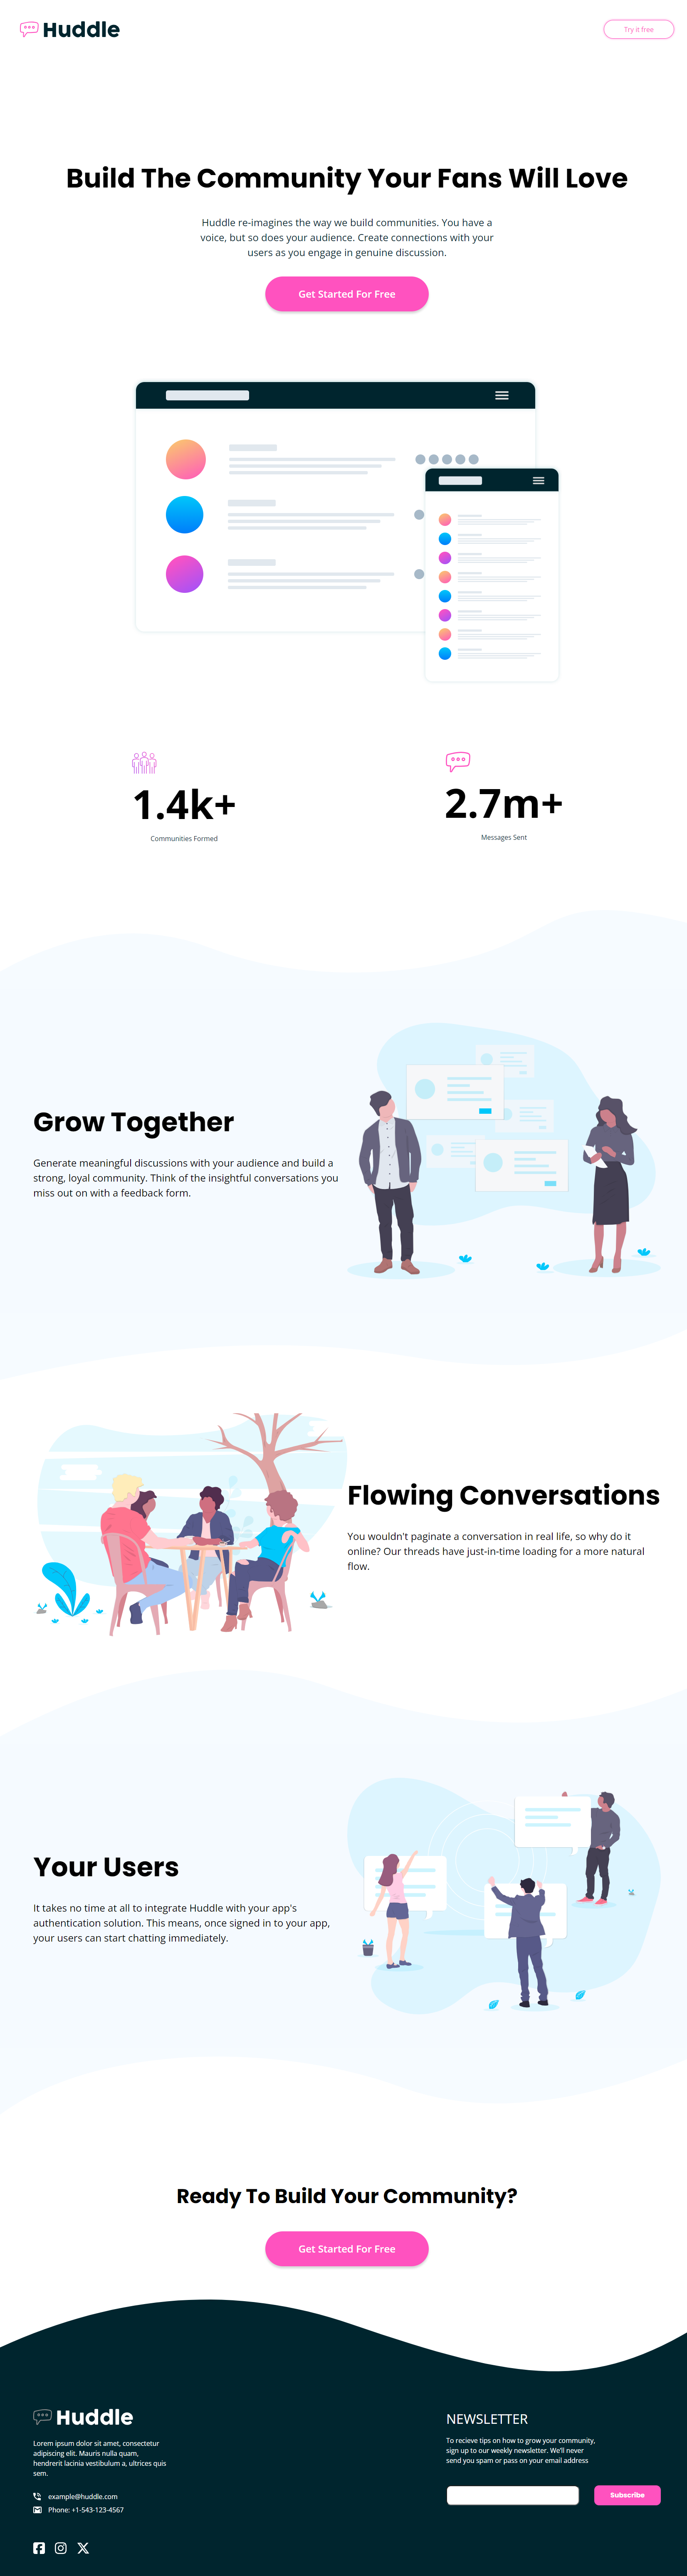 Huddle
Try it free
Build The Community Your Fans Will Love
Huddle re-imagines the way we build communities. You have a
voice, but so does your audience. Create connections with your
users as you engage in genuine discussion.
Get Started For Free
1.4k+
Communities Formed
2.7m+
Messages Sent
Grow Together
Generate meaningful discussions with your audience and build a
strong, loyal community. Think of the insightful conversations you
miss out on with a feedback form.
Flowing Conversations
You wouldn't paginate a conversation in real life, so why do it
online? Our threads have just-in-time loading for a more natural
flow.
Your Users
It takes no time at all to integrate Huddle with your app's
authentication solution. This means, once signed in to your app,
your users can start chatting immediately.
Ready To Build Your Community?
Get Started For Free
Huddle
Lorem ipsum dolor sit amet, consectetur
adipiscing elit. Mauris nulla quam,
hendrerit lacinia vestibulum a, ultrices quis
sem.
example@huddle.com
Phone: +1-543-123-4567
NEWSLETTER
To recieve tips on how to grow your community,
sign up to our weekly newsletter. We'll never
send you spam or pass on your email address
Subscribe